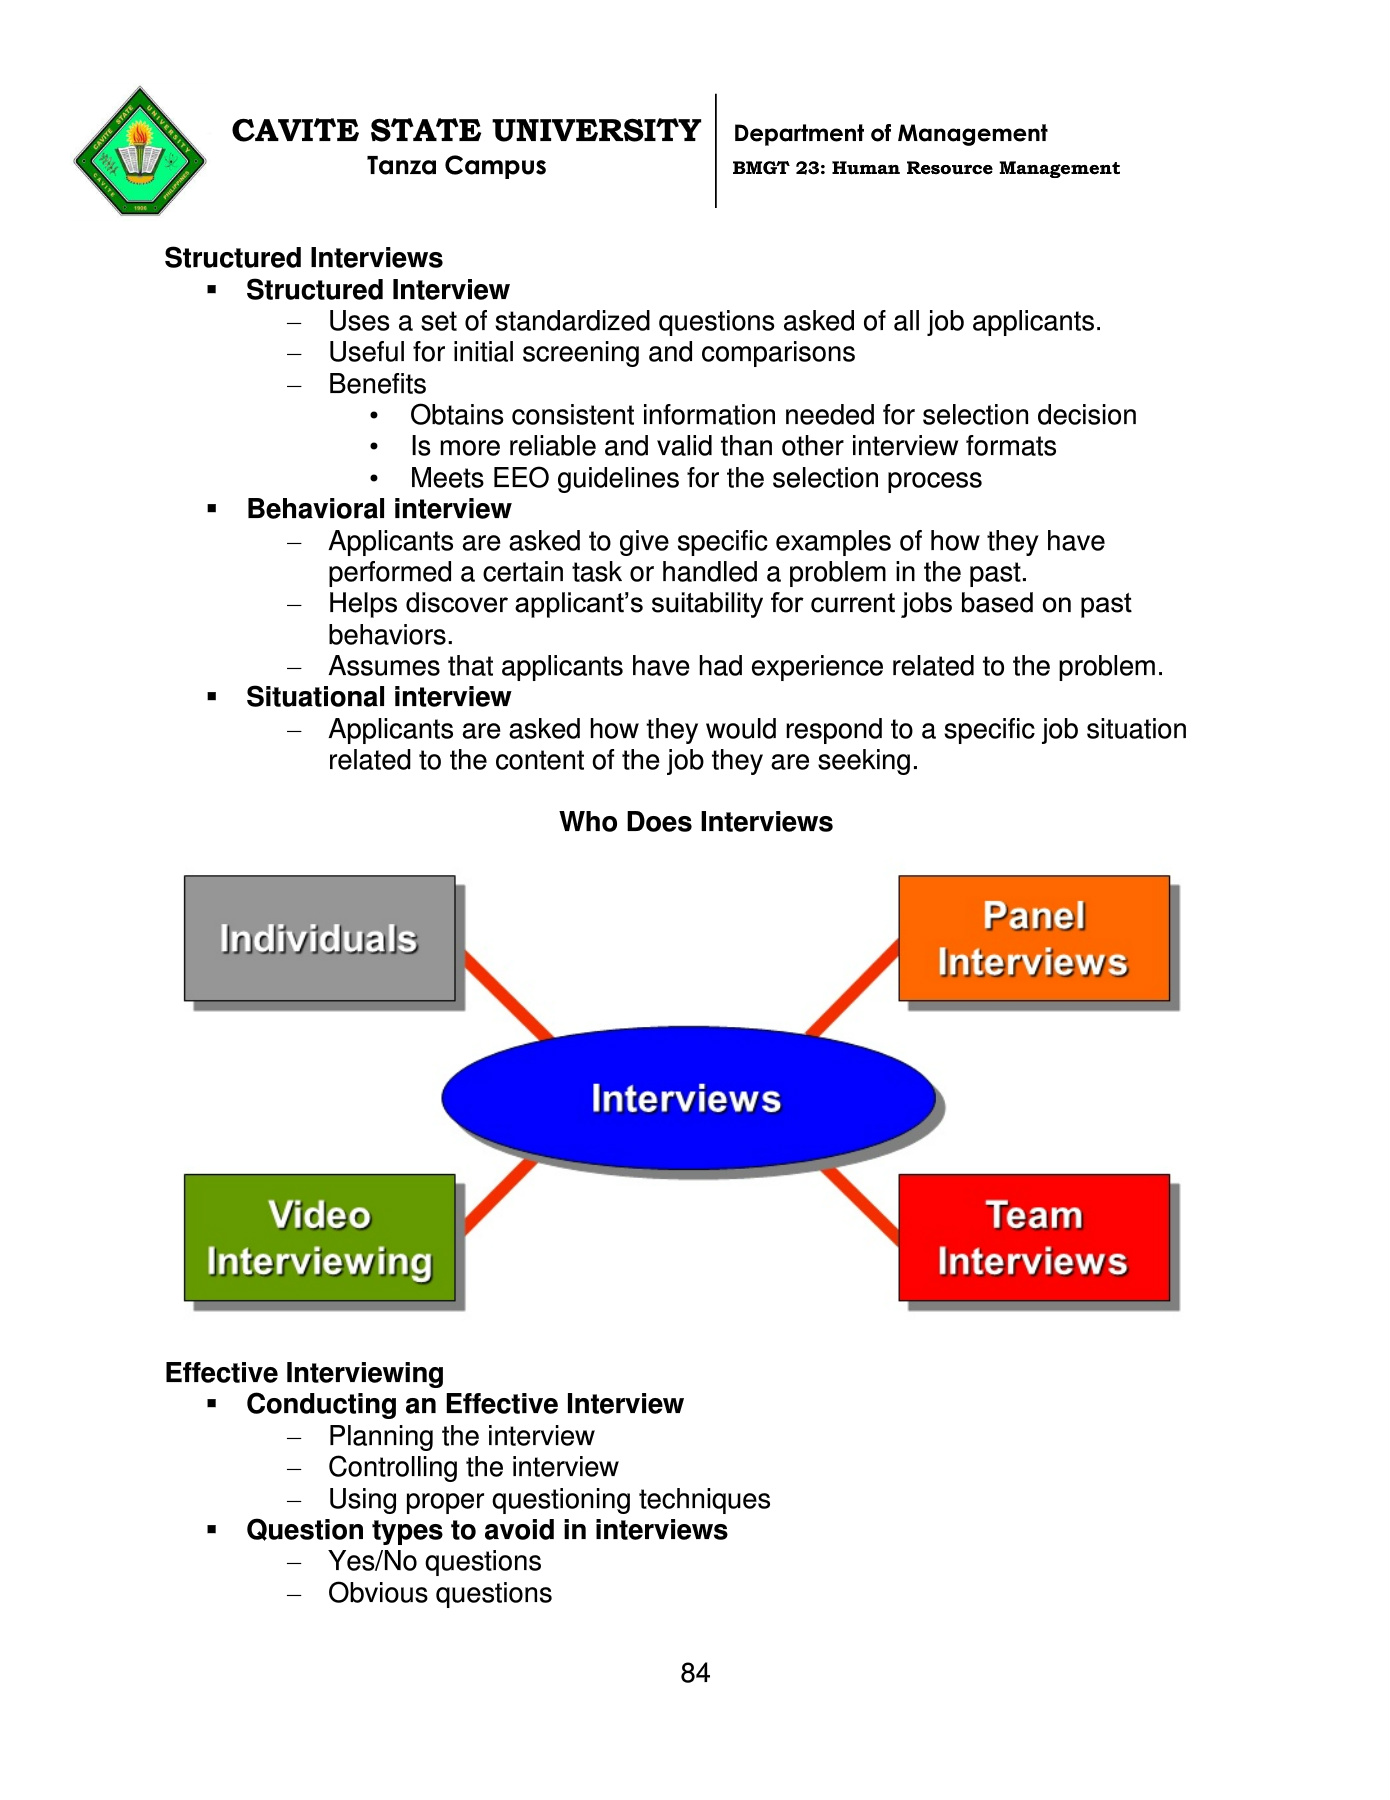 CAVITE STATE UNIVERSITY
Tanza Campus
Department of Management
BMGT 23: Human Resource Management
CAVITE STATE UNIVERSITY
CAVITE PHILIPPINES
1906
Structured Interviews
▪ Structured Interview
– Uses a set of standardized questions asked of all job applicants.
– Useful for initial screening and comparisons
– Benefits
• Obtains consistent information needed for selection decision
• Is more reliable and valid than other interview formats
• Meets EEO guidelines for the selection process
▪ Behavioral interview
– Applicants are asked to give specific examples of how they have
performed a certain task or handled a problem in the past.
– Helps discover applicant’s suitability for current jobs based on past
behaviors.
– Assumes that applicants have had experience related to the problem.
▪ Situational interview
– Applicants are asked how they would respond to a specific job situation
related to the content of the job they are seeking.
Who Does Interviews
Individuals
Panel
Interviews
Interviews
Video
Interviewing
Team
Interviews
Effective Interviewing
▪ Conducting an Effective Interview
– Planning the interview
– Controlling the interview
– Using proper questioning techniques
▪ Question types to avoid in interviews
– Yes/No questions
– Obvious questions
84